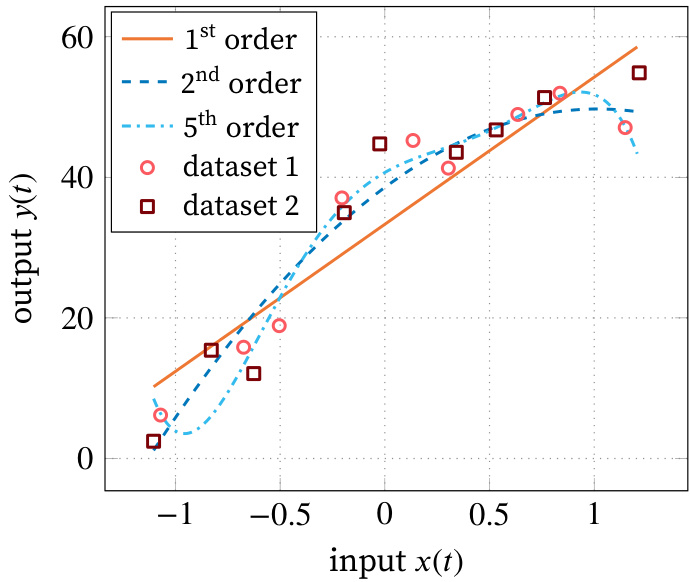 60
40
20
0
−1
−0.5
0
0.5
1
output y(t)
input x(t)
1st order
2nd order
5th order
dataset 1
dataset 2